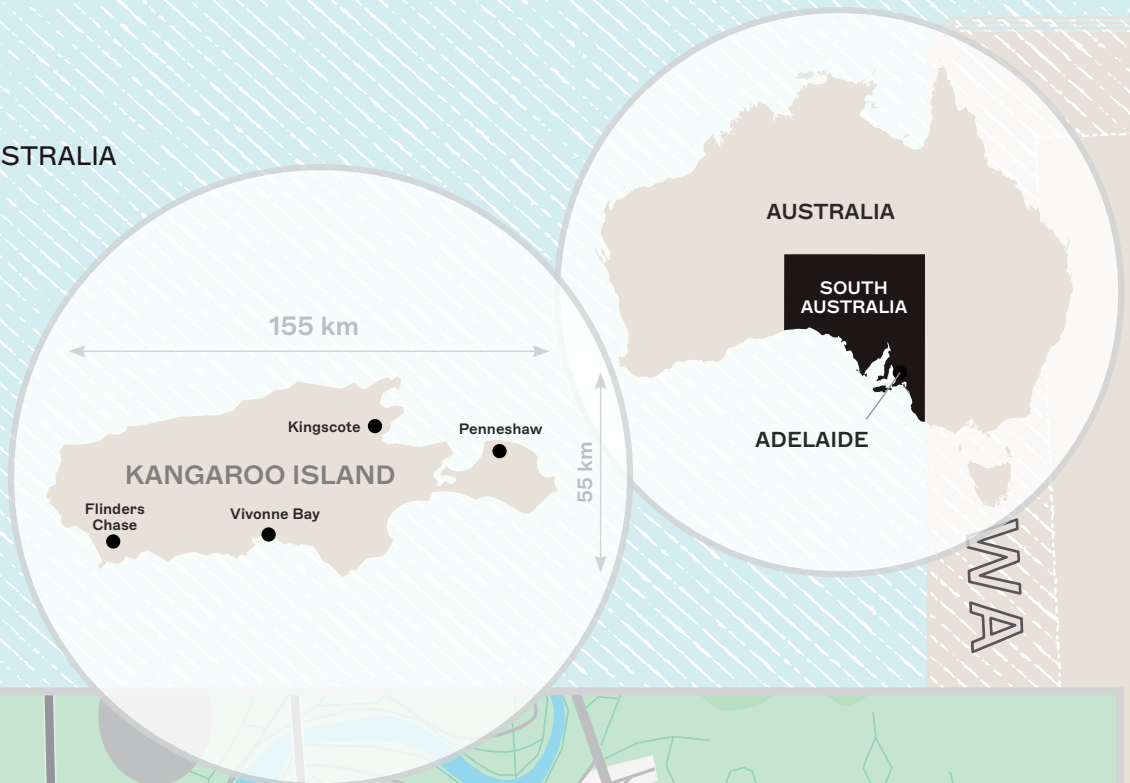 STRALIA
AUSTRALIA
SOUTH
AUSTRALIA
ADELAIDE
155 km
55 km
Kingscote
Penneshaw
KANGAROO ISLAND
Flinders
Chase
Vivonne Bay
WA